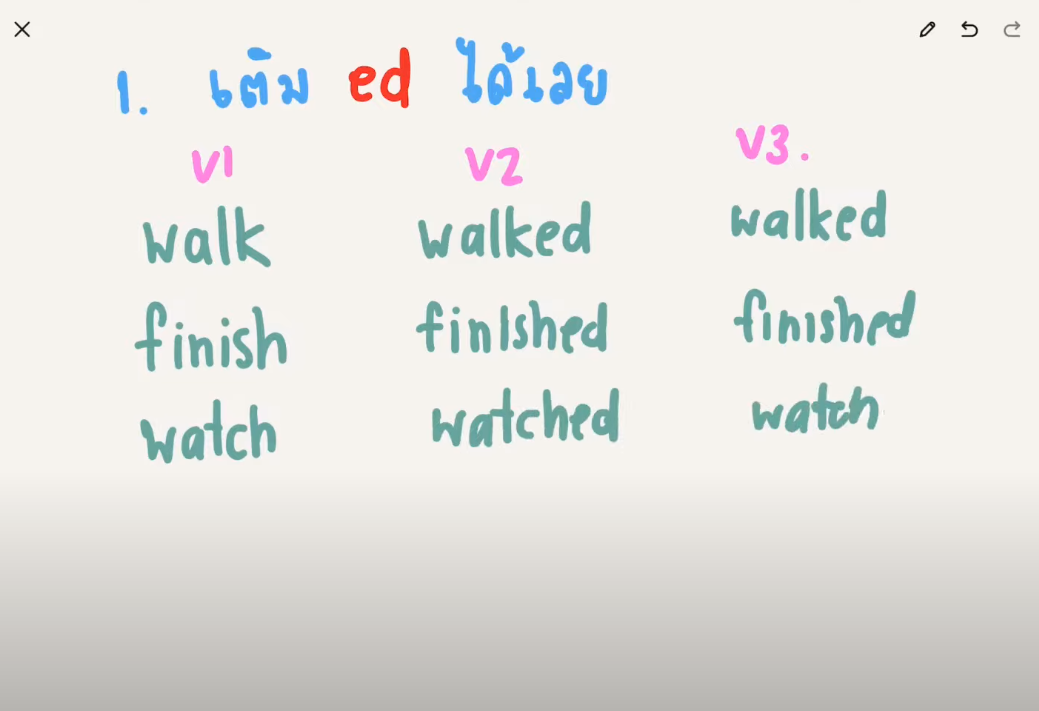 1. เติม ed ได้เลย
V1 V2 V3.
walk walked walked
finish finished finished
watch watched watch